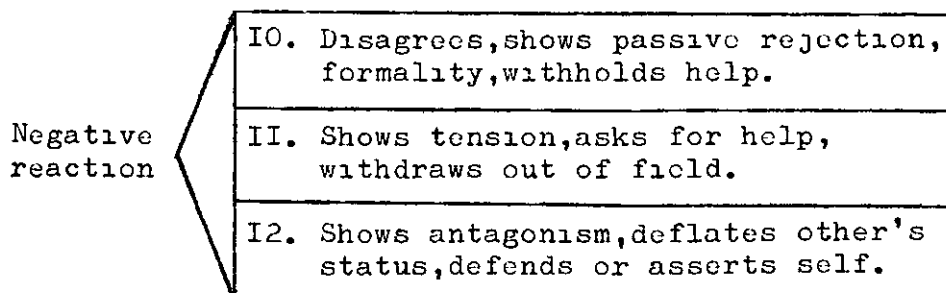 IO. Disagrees,shows passive rejection,
formality,withholds help.
Negative
reaction
II. Shows tension,asks for help,
withdraws out of field.
I2. Shows antagonism,deflates other's
status,defends or asserts self.